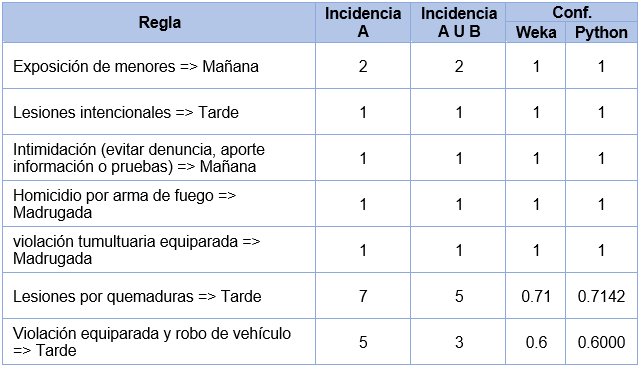 Regla Incidencia A Incidencia A U B Conf.
Weka Python
Exposición de menores => Mañana 2 2 1 1
Lesiones intencionales => Tarde 1 1 1 1
Intimidación (evitar denuncia, aporte
información o pruebas) => Mañana 1 1 1 1
Homicidio por arma de fuego =>
Madrugada 1 1 1 1
violación tumultuaria equiparada =>
Madrugada 1 1 1 1
Lesiones por quemaduras => Tarde 7 5 0.71 0.7142
Violación equiparada y robo de vehículo
=> Tarde 5 3 0.6 0.6000